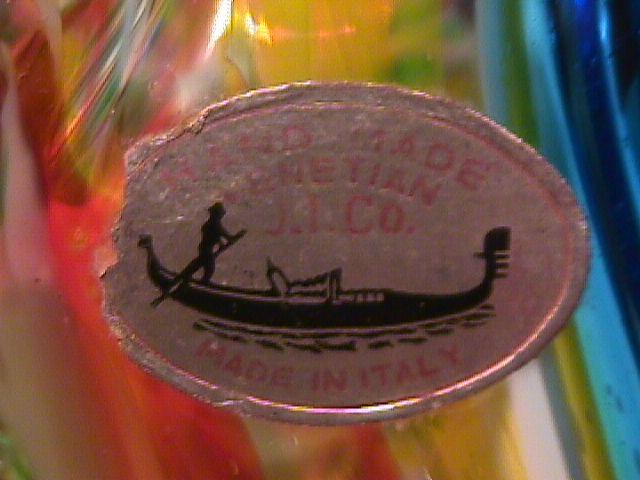 HAND MADE
VENETIAN
J.I.Co.
MADE IN ITALY